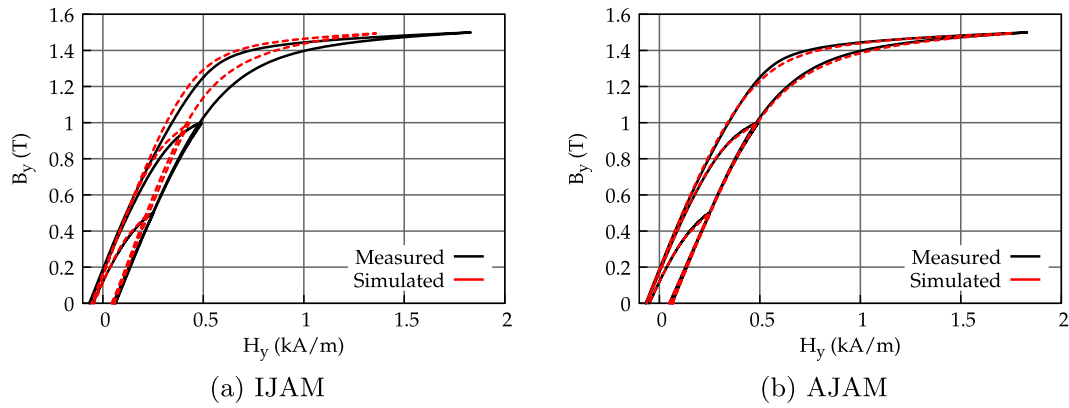 1.6
1.4
1.2
1
0.8
0.6
0.4
0.2
0
B_y (T)
Measured
Simulated
0 0.5 1 1.5 2
H_y (kA/m)
(a) IJAM
1.6
1.4
1.2
1
0.8
0.6
0.4
0.2
0
B_y (T)
Measured
Simulated
0 0.5 1 1.5 2
H_y (kA/m)
(b) AJAM